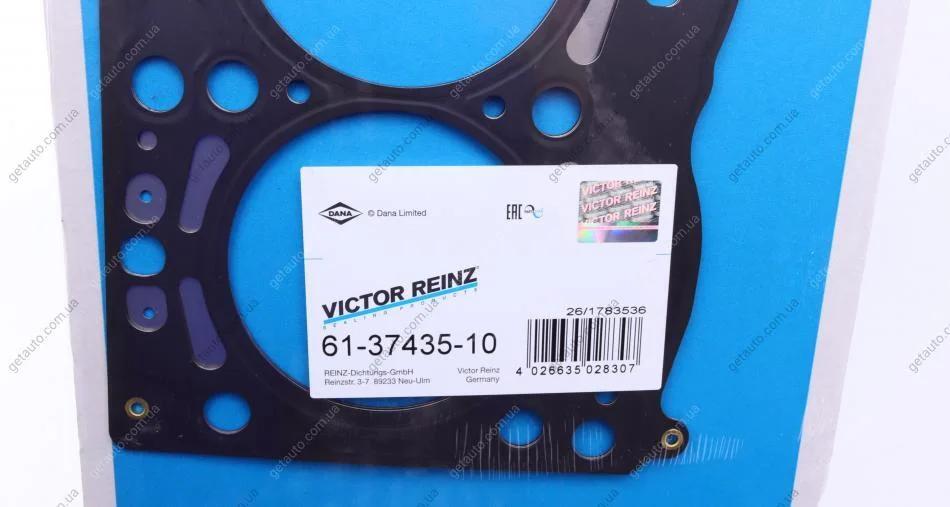 DANA
© Dana Limited
EAC
VICTOR REINZ
VICTOR REINZ
VICTOR REINZ
VICTOR REINZ
SEALING PRODUCTS
61-37435-10
REINZ-Dichtungs-GmbH
Reinzstr. 3-7 89233 Neu-Ulm
Victor Reinz
Germany
26/1783536
4 026635 028307
getauto.com.ua